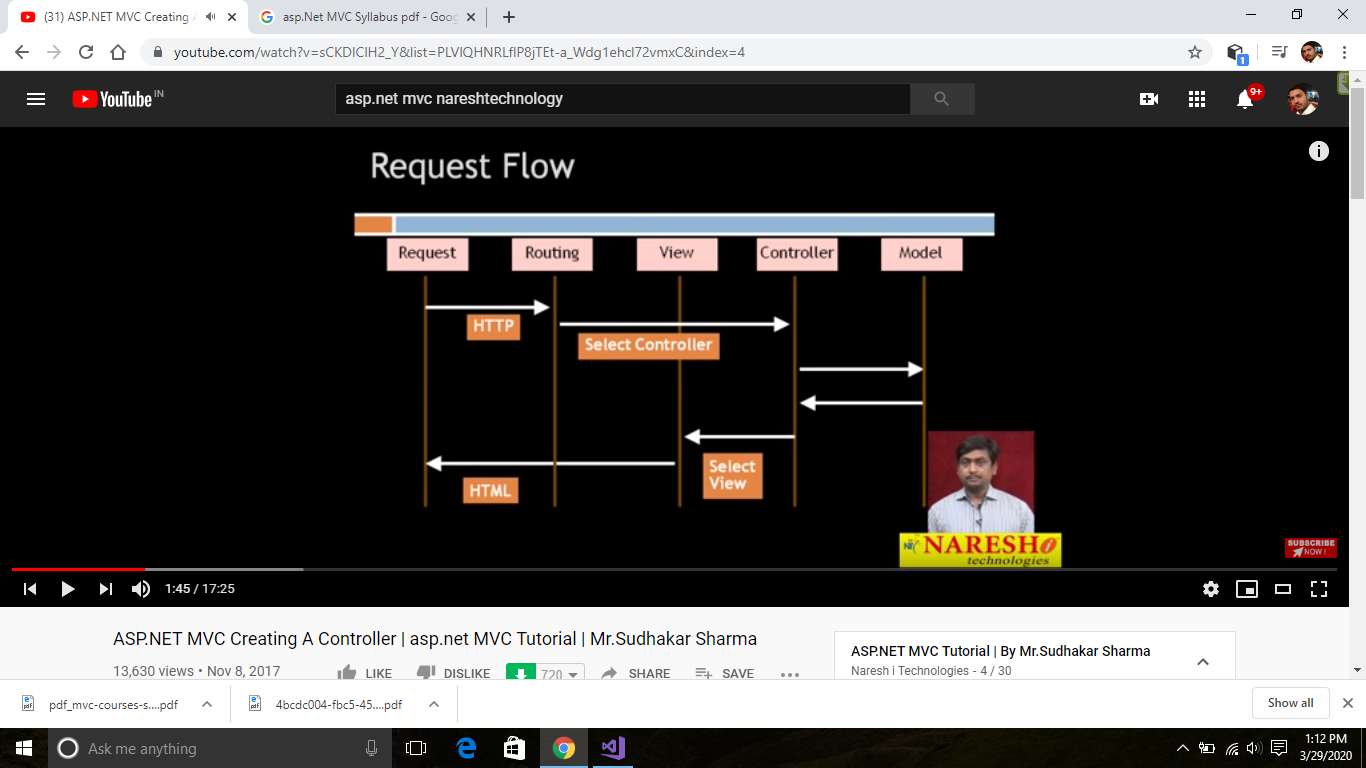 (31) ASP.NET MVC Creating A
asp.Net MVC Syllabus pdf - Goog
youtube.com/watch?v=sCKDIClH2_Y&list=PLVlQHNRLflP8jTEt-a_Wdg1ehcl72vmxC&index=4
1
YouTube IN
asp.net mvc nareshtechnology
9+
Request Flow
Request
Routing
View
Controller
Model
HTTP
Select Controller
Select
View
HTML
NARESH i
technologies
SUBSCRIBE
NOW !
1:45 / 17:25
ASP.NET MVC Creating A Controller | asp.net MVC Tutorial | Mr.Sudhakar Sharma
13,630 views • Nov 8, 2017
LIKE
DISLIKE
720
SHARE
SAVE
ASP.NET MVC Tutorial | By Mr.Sudhakar Sharma
Naresh i Technologies - 4 / 30
pdf_mvc-courses-s....pdf
4bcdc004-fbc5-45....pdf
Show all
Ask me anything
1:12 PM
3/29/2020